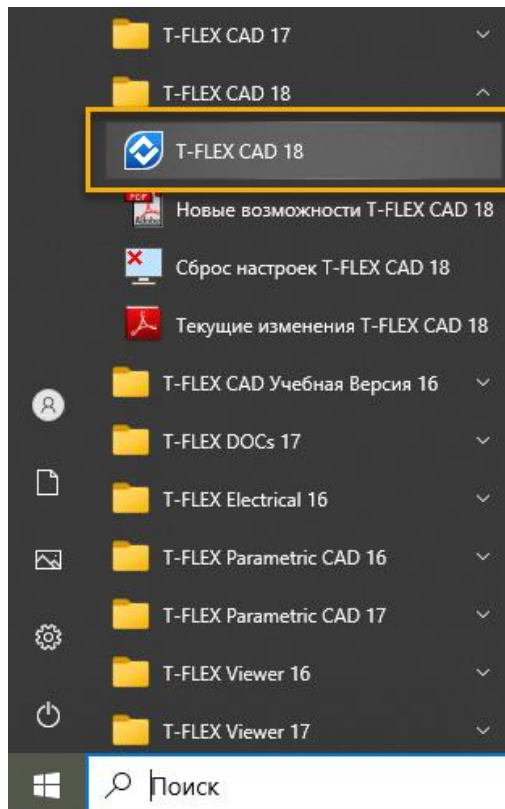 T-FLEX CAD 17
T-FLEX CAD 18
T-FLEX CAD 18
PDF
Adobe
Новые возможности T-FLEX CAD 18
Сброс настроек T-FLEX CAD 18
Текущие изменения T-FLEX CAD 18
T-FLEX CAD Учебная Версия 16
T-FLEX DOCs 17
T-FLEX Electrical 16
T-FLEX Parametric CAD 16
T-FLEX Parametric CAD 17
T-FLEX Viewer 16
T-FLEX Viewer 17
Поиск